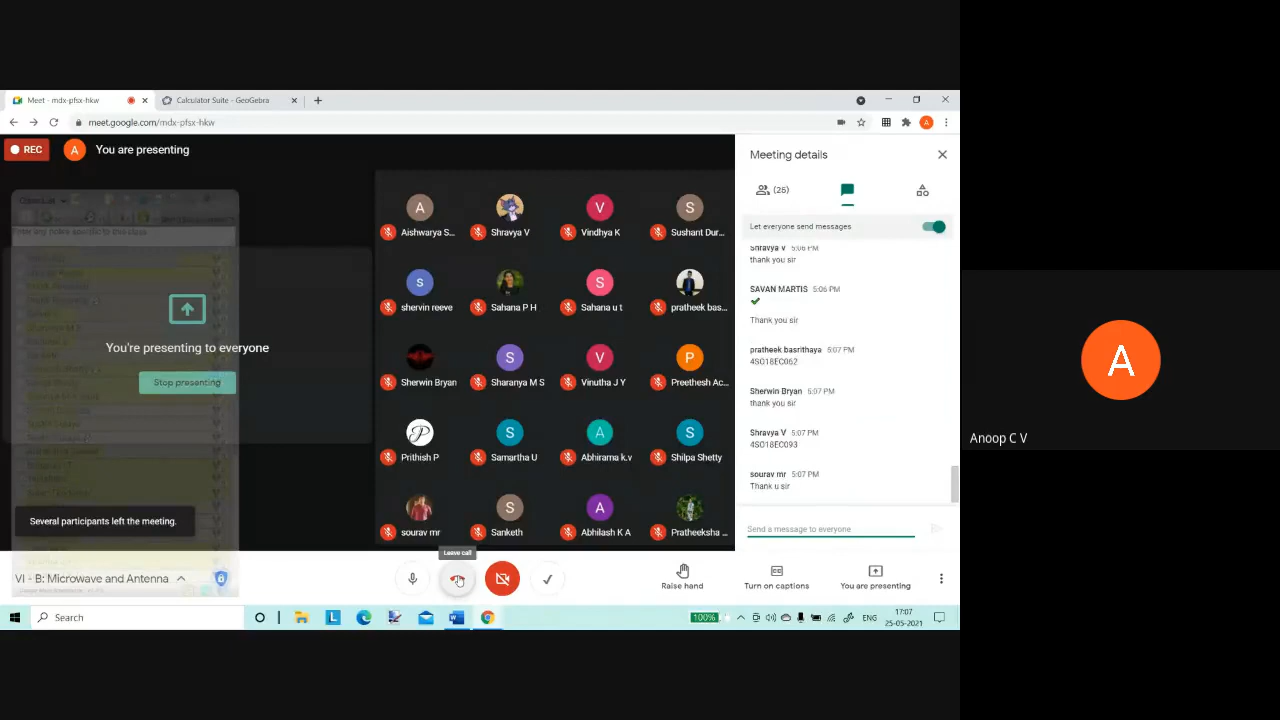 Meet - mdx-pfsx-hkw
Calculator Suite - GeoGebra
meet.google.com/mdx-pfsx-hkw
A
REC
A
You are presenting
Meeting details
(26)
Let everyone send messages
Shravya V 5:06 PM
thank you sir
SAVAN MARTIS 5:06 PM
Thank you sir
pratheek basrithaya 5:07 PM
4SO18EC062
Sherwin Bryan 5:07 PM
thank you sir
Shravya V 5:07 PM
4SO18EC093
sourav mr 5:07 PM
Thank u sir
Send a message to everyone
A
V
S
Aishwarya S...
Shravya V
Vindhya K
Sushant Dur...
s
S
shervin reeve
Sahana P H
Sahana u t
pratheek bas...
S
V
P
Sherwin Bryan
Sharanya M S
Vinutha J Y
Preethesh Ac...
P
S
A
S
Prithish P
Samartha U
Abhirama k.v
Shilpa Shetty
S
A
sourav mr
Sanketh
Abhilash K A
Pratheeksha ...
You're presenting to everyone
Stop presenting
Several participants left the meeting.
Leave call
VI - B: Microwave and Antenna
Raise hand
Turn on captions
You are presenting
Search
L
100%
ENG
17:07
25-05-2021
A
Anoop C V